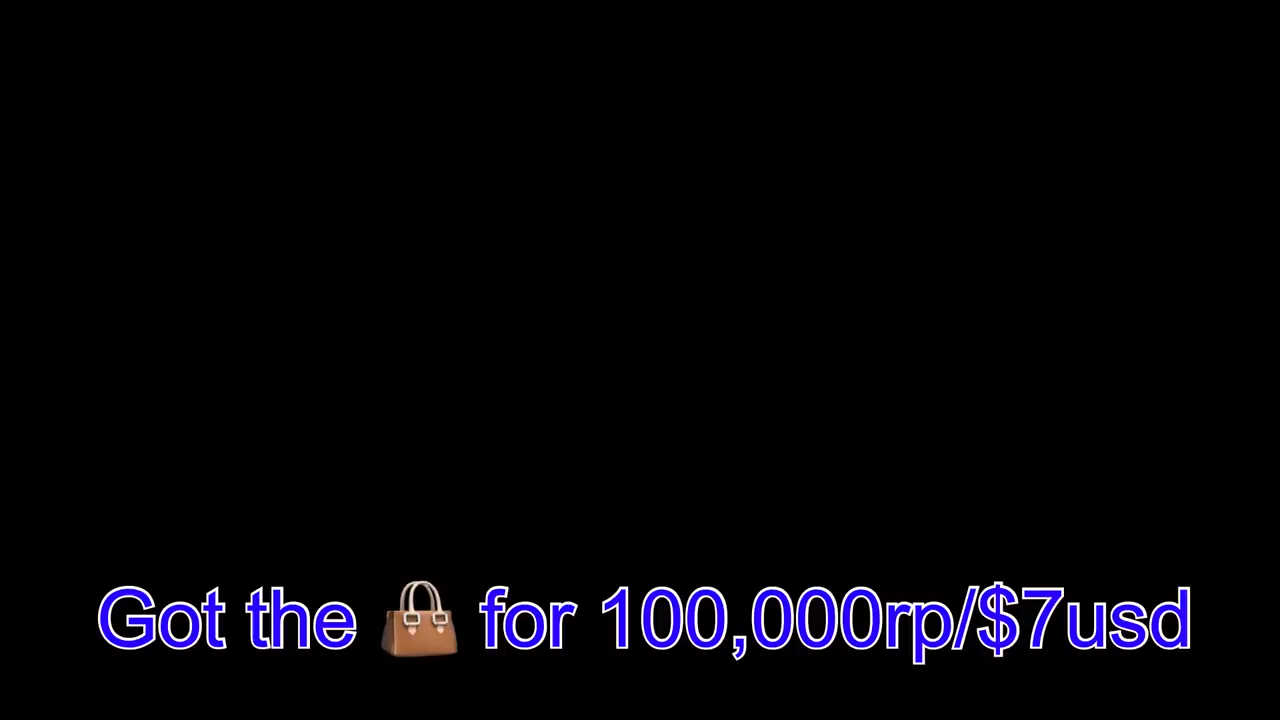 Got the 👜 for 100,000rp/$7usd